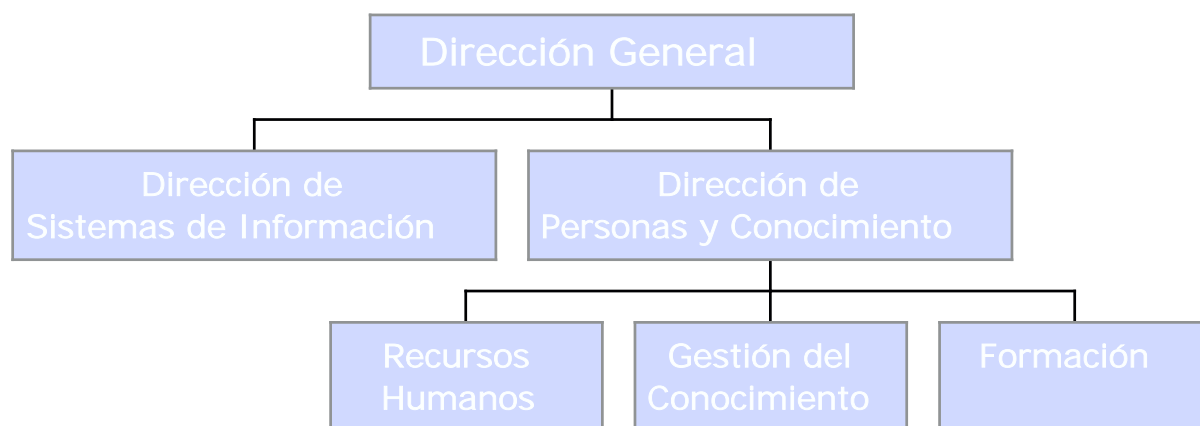 Dirección General
Dirección de
Sistemas de Información
Dirección de
Personas y Conocimiento
Recursos
Humanos
Gestión del
Conocimiento
Formación